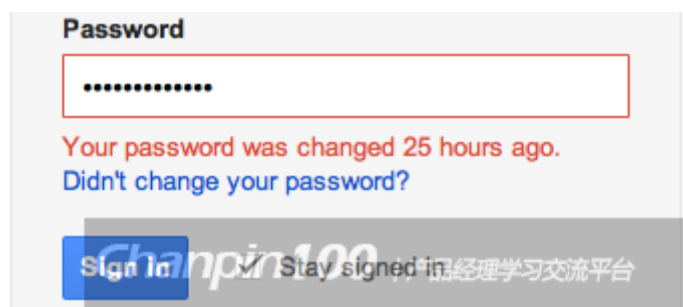 Password
•••••••••••••
Your password was changed 25 hours ago.
Didn't change your password?
Sign in Stay signed in
Chanpin100 产品经理学习交流平台